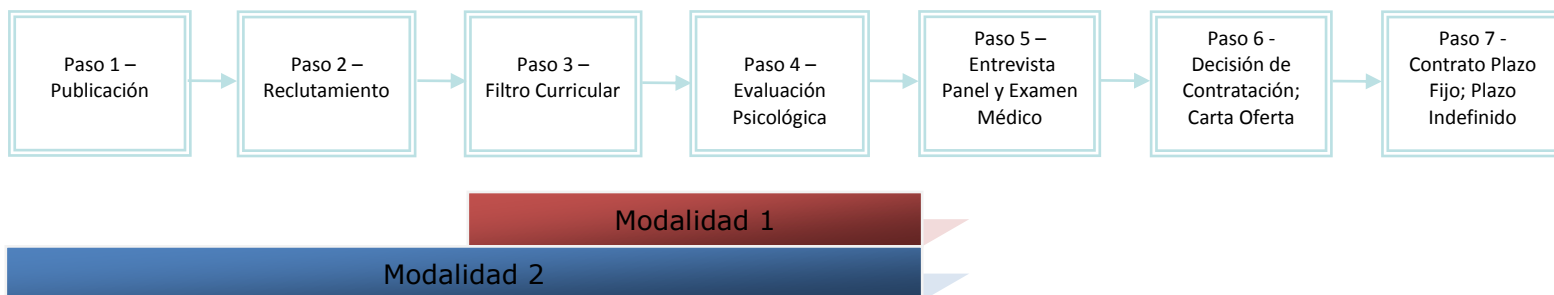 Paso 1 –
Publicación
Paso 2 –
Reclutamiento
Paso 3 –
Filtro Curricular
Paso 4 –
Evaluación
Psicológica
Paso 5 –
Entrevista
Panel y Examen
Médico
Paso 6 -
Decisión de
Contratación;
Carta Oferta
Paso 7 -
Contrato Plazo
Fijo; Plazo
Indefinido
Modalidad 1
Modalidad 2